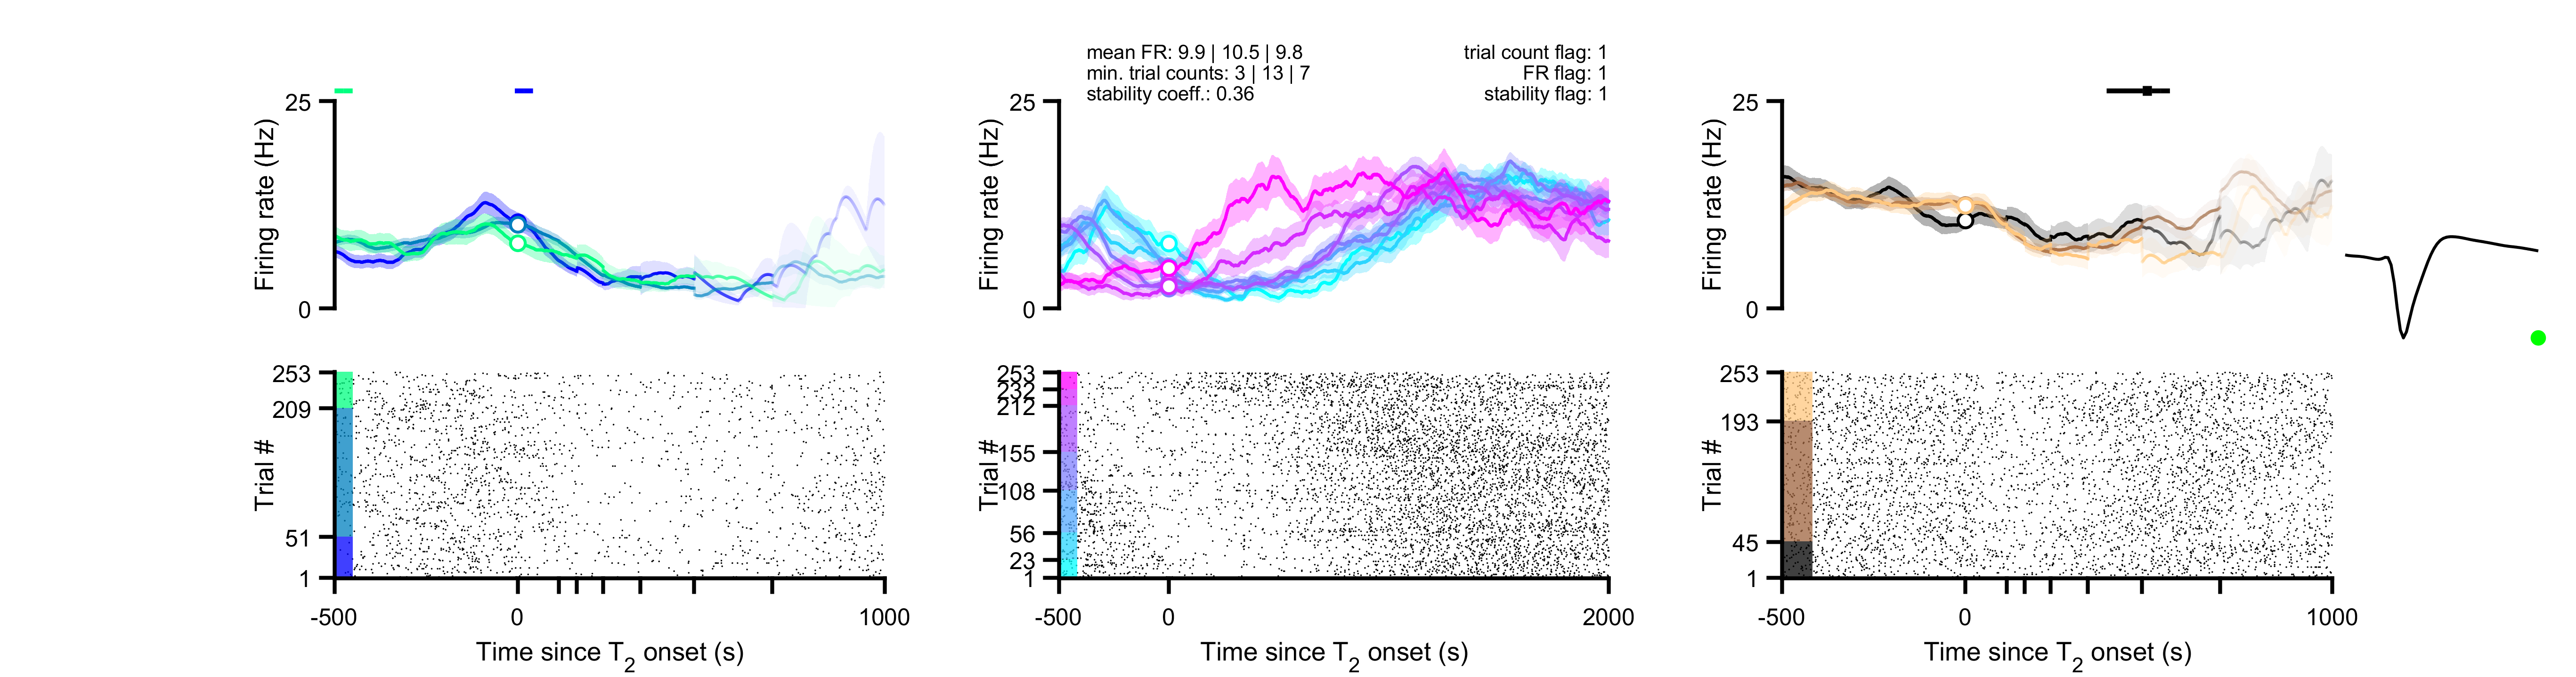 mean FR: 9.9 | 10.5 | 9.8
min. trial counts: 3 | 13 | 7
stability coeff.: 0.36
trial count flag: 1
FR flag: 1
stability flag: 1
25
Firing rate (Hz)
0
25
Firing rate (Hz)
0
25
Firing rate (Hz)
0
253
209
Trial #
51
1
-500
0
1000
Time since T2 onset (s)
253
232
212
155
Trial #
108
56
23
1
-500
0
2000
Time since T2 onset (s)
253
193
Trial #
45
1
-500
0
1000
Time since T2 onset (s)